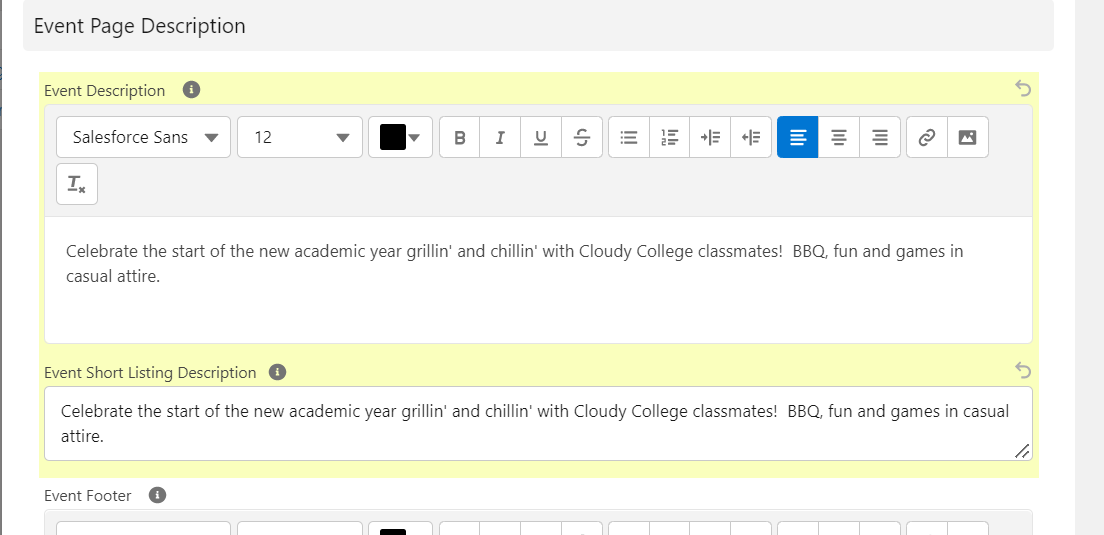 Event Page Description
Event Description
Salesforce Sans
12
B I U S
Tx
Celebrate the start of the new academic year grillin' and chillin' with Cloudy College classmates!  BBQ, fun and games in
casual attire.
Event Short Listing Description
Celebrate the start of the new academic year grillin' and chillin' with Cloudy College classmates!  BBQ, fun and games in casual
attire.
Event Footer